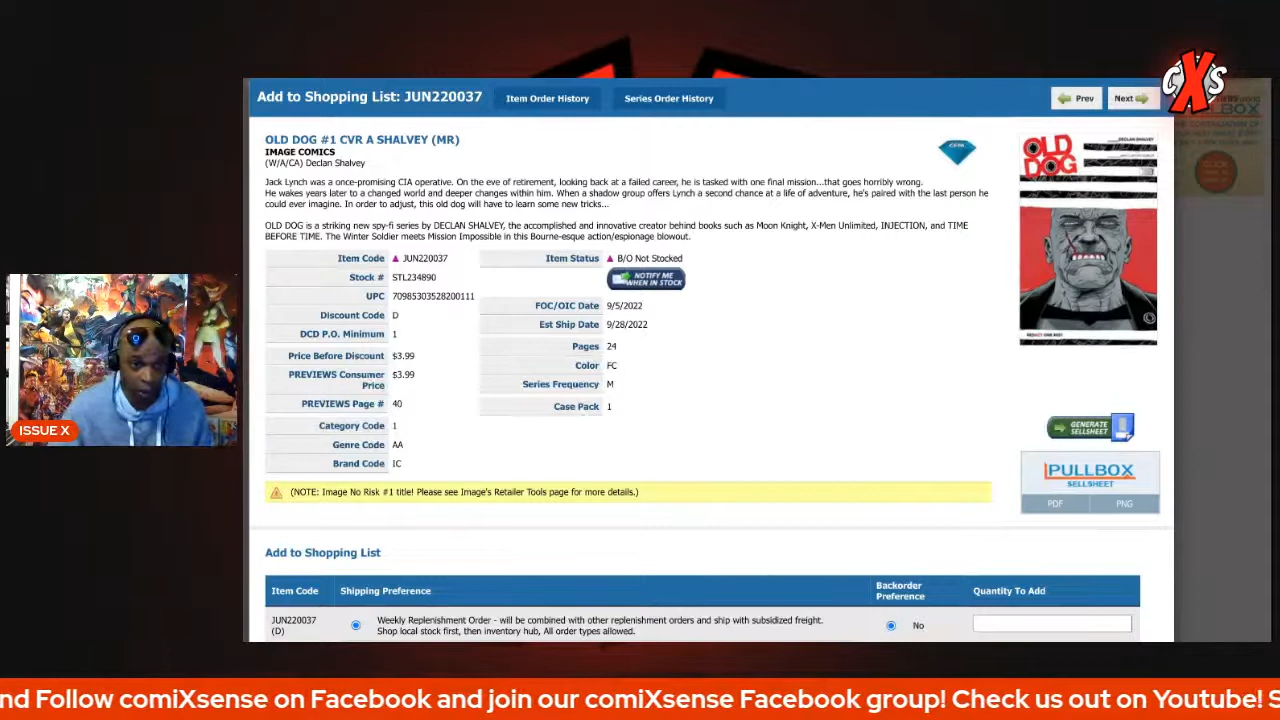 Add to Shopping List: JUN220037
Item Order History
Series Order History
Prev
Next
CXS
OLD DOG #1 CVR A SHALVEY (MR)
IMAGE COMICS
(W/A/CA) Declan Shalvey
Jack Lynch was a once-promising CIA operative. On the eve of retirement, looking back at a failed career, he is tasked with one final mission...that goes horribly wrong.
He wakes years later to a changed world and deeper changes within him. When a shadow group offers Lynch a second chance at a life of adventure, he's paired with the last person he
could ever imagine. In order to adjust, this old dog will have to learn some new tricks...
OLD DOG is a striking new spy-fi series by DECLAN SHALVEY, the accomplished and innovative creator behind books such as Moon Knight, X-Men Unlimited, INJECTION, and TIME
BEFORE TIME. The Winter Soldier meets Mission Impossible in this Bourne-esque action/espionage blowout.
OLD
DOG
DECLAN SHALVEY
Item Code JUN220037
Stock # STL234890
UPC 70985303528200111
Discount Code D
DCD P.O. Minimum 1
Price Before Discount $3.99
PREVIEWS Consumer
Price $3.99
PREVIEWS Page # 40
Category Code 1
Genre Code AA
Brand Code IC
Item Status B/O Not Stocked
NOTIFY ME
WHEN IN STOCK
FOC/OIC Date 9/5/2022
Est Ship Date 9/28/2022
Pages 24
Color FC
Series Frequency M
Case Pack 1
GENERATE
SELLSHEET
PULLBOX
SELLSHEET
PDF PNG
(NOTE: Image No Risk #1 title! Please see Image's Retailer Tools page for more details.)
Add to Shopping List
Item Code Shipping Preference Backorder
Preference Quantity To Add
JUN220037
(D)
Weekly Replenishment Order - will be combined with other replenishment orders and ship with subsidized freight.
Shop local stock first, then inventory hub, All order types allowed.
No
ISSUE X
nd Follow comiXsense on Facebook and join our comiXsense Facebook group! Check us out on Youtube! S